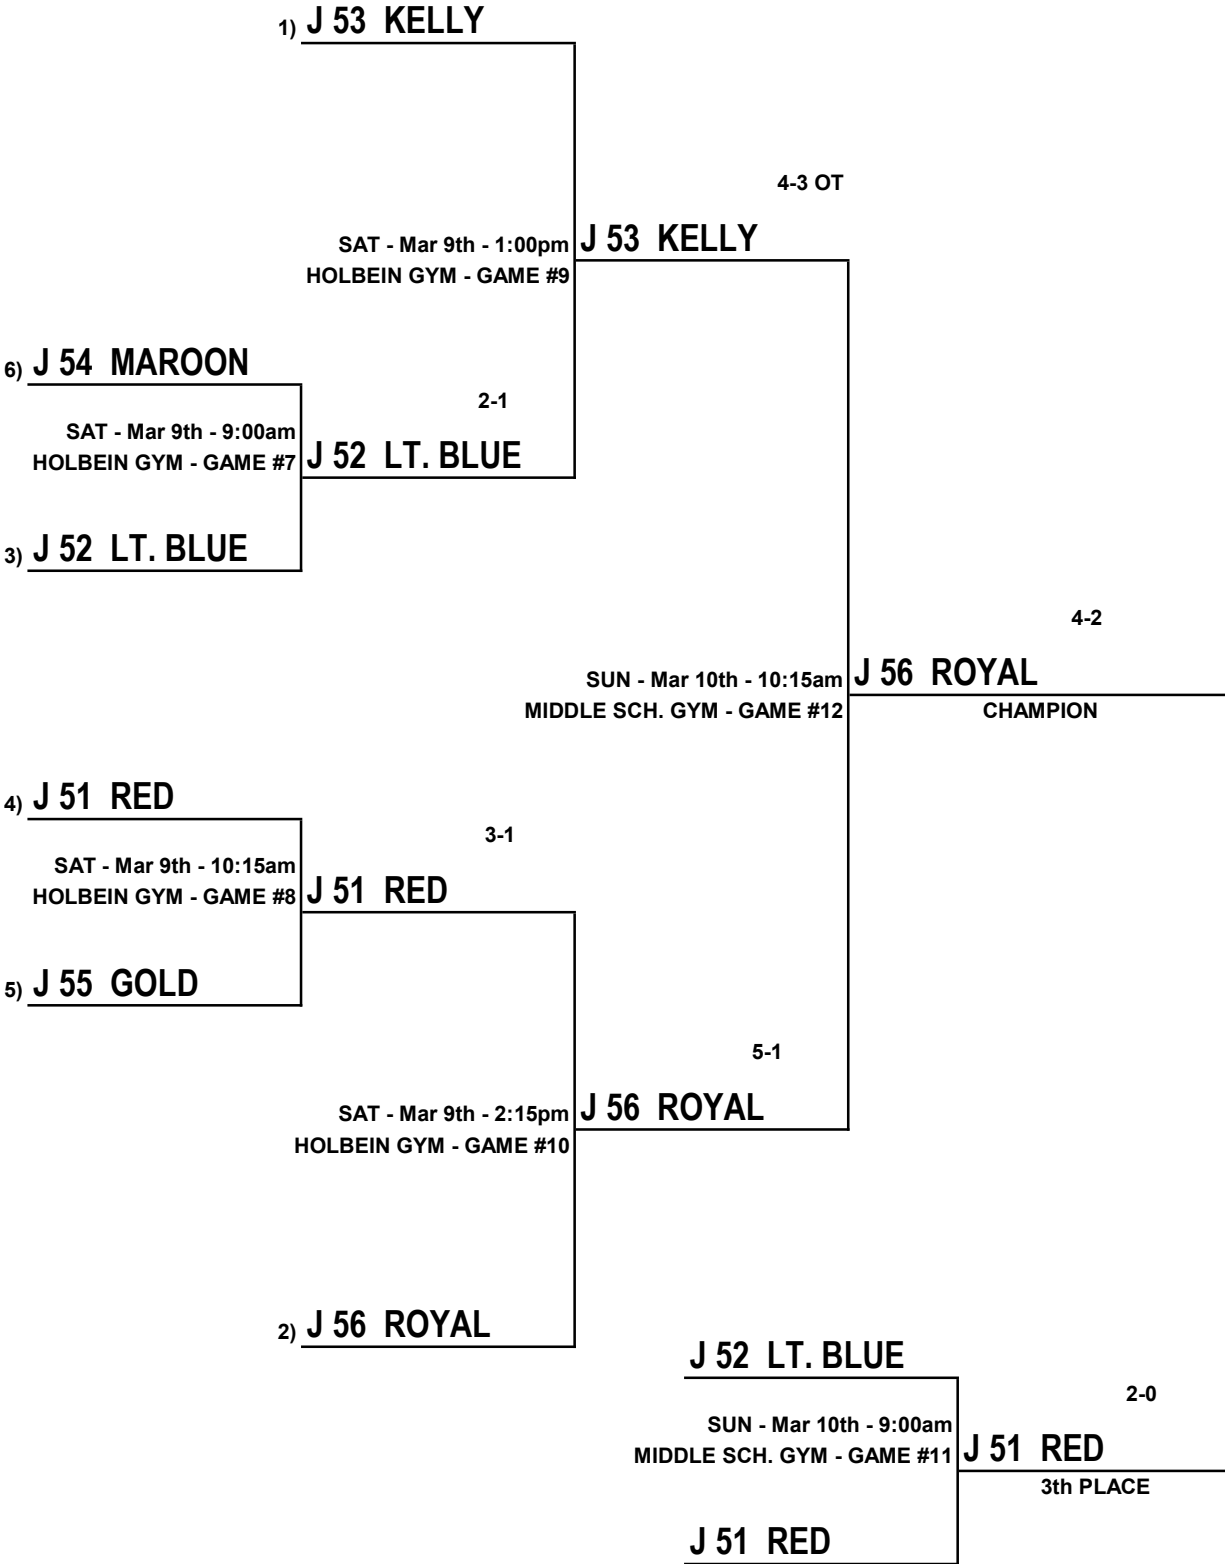 1) J 53  KELLY
4-3 OT
SAT - Mar 9th - 1:00pm J 53  KELLY
HOLBEIN GYM - GAME #9
6) J 54  MAROON
2-1
SAT - Mar 9th - 9:00am
HOLBEIN GYM - GAME #7 J 52  LT. BLUE
3) J 52  LT. BLUE
4-2
SUN - Mar 10th - 10:15am J 56  ROYAL
MIDDLE SCH. GYM - GAME #12 CHAMPION
4) J 51  RED
3-1
SAT - Mar 9th - 10:15am
HOLBEIN GYM - GAME #8 J 51  RED
5) J 55  GOLD
5-1
SAT - Mar 9th - 2:15pm J 56  ROYAL
HOLBEIN GYM - GAME #10
2) J 56  ROYAL
J 52  LT. BLUE
2-0
SUN - Mar 10th - 9:00am
MIDDLE SCH. GYM - GAME #11 J 51  RED
3th PLACE
J 51  RED